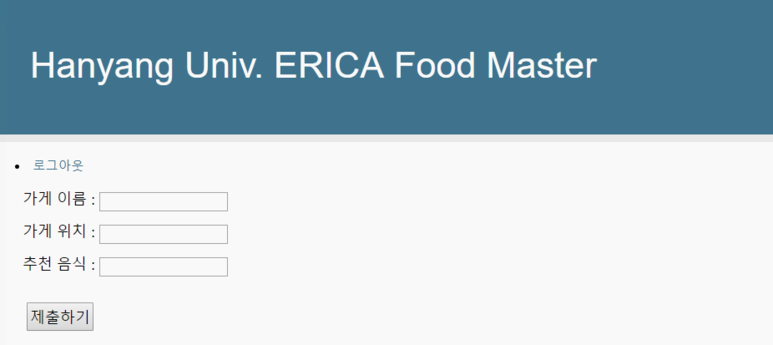 Hanyang Univ. ERICA Food Master
로그아웃
가게 이름 :
가게 위치 :
추천 음식 :
제출하기